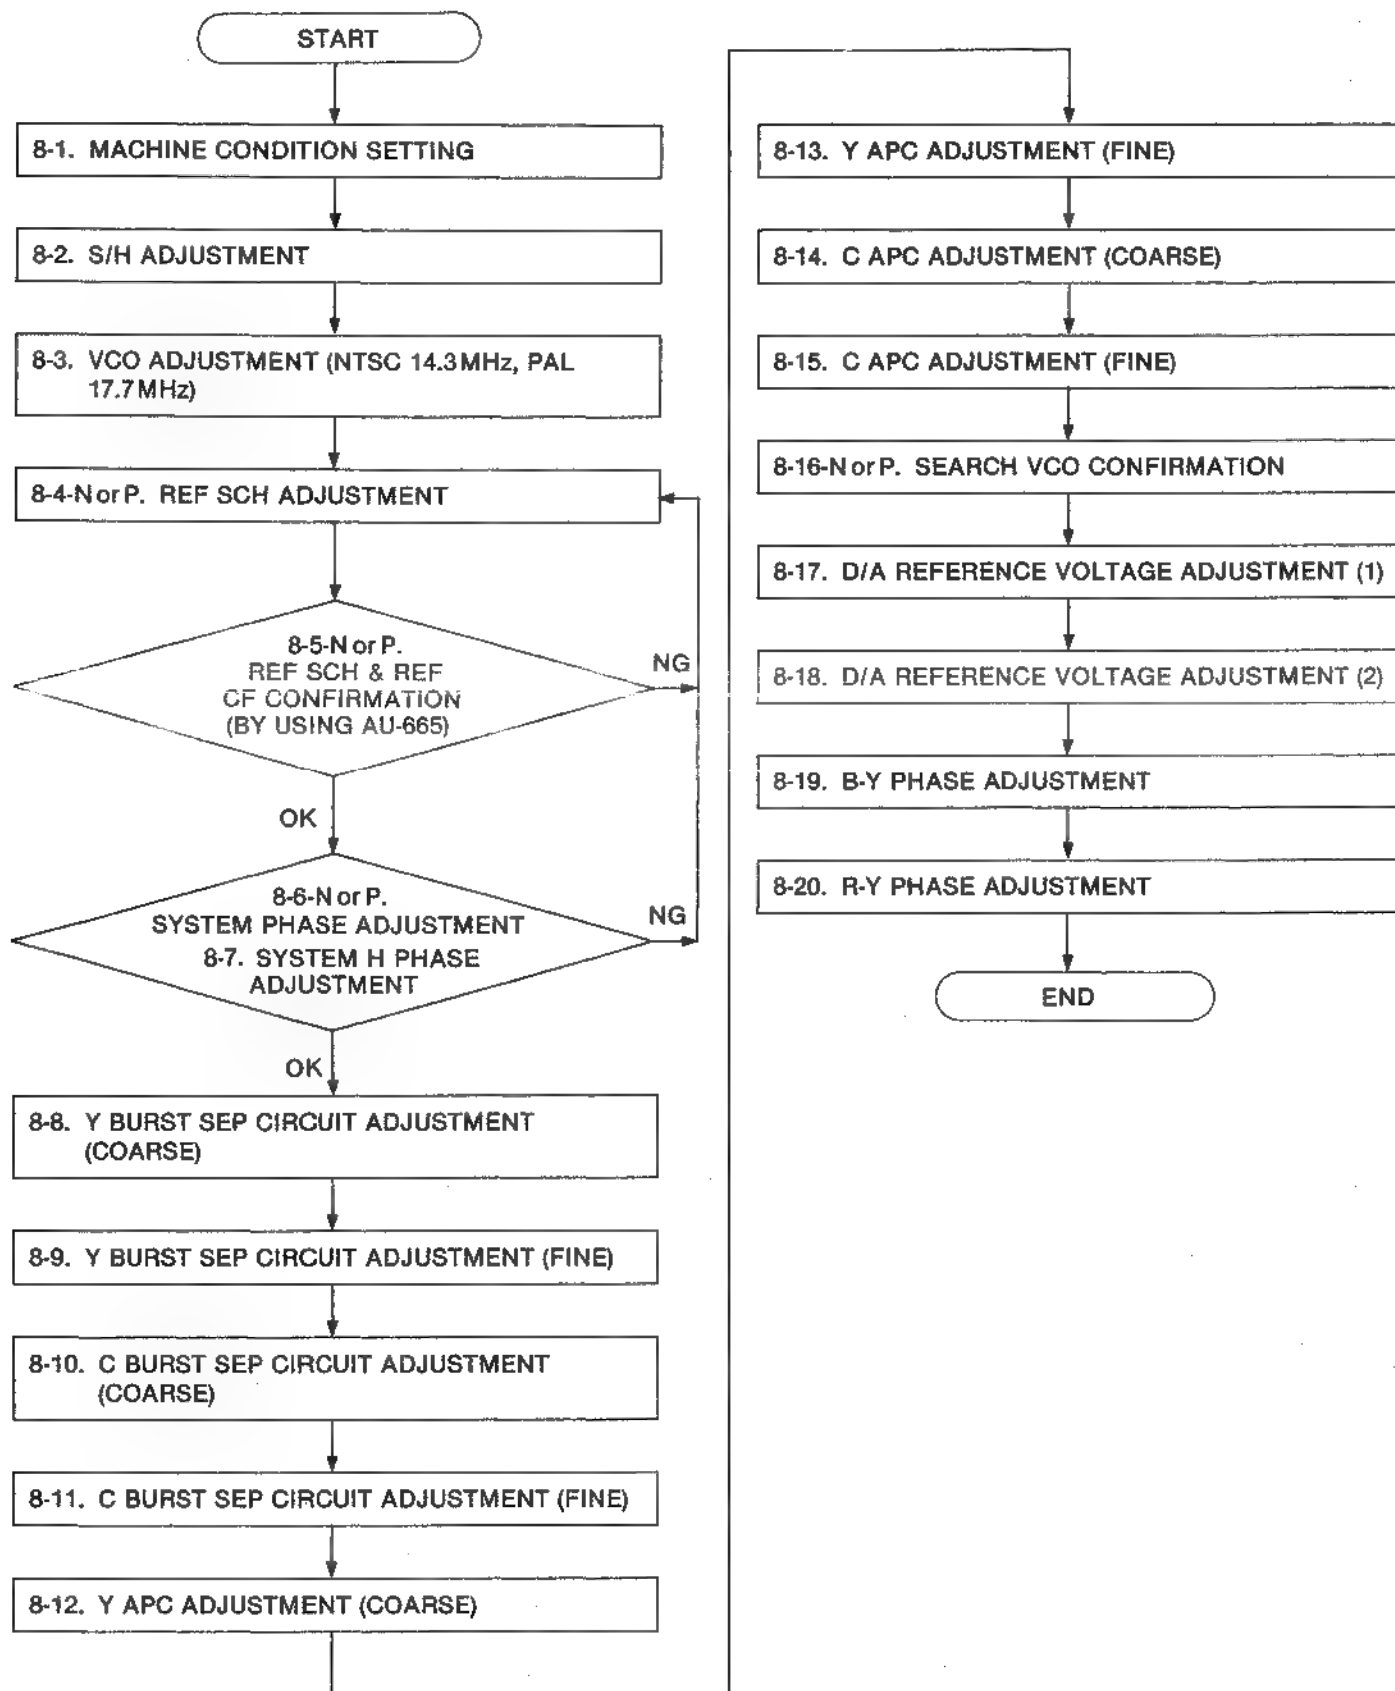 START
8-1. MACHINE CONDITION SETTING
8-2. S/H ADJUSTMENT
8-3. VCO ADJUSTMENT (NTSC 14.3MHz, PAL
17.7MHz)
8-4-N or P. REF SCH ADJUSTMENT
8-5-N or P.
REF SCH & REF
CF CONFIRMATION
(BY USING AU-665)
NG
OK
8-6-N or P.
SYSTEM PHASE ADJUSTMENT
8-7. SYSTEM H PHASE
ADJUSTMENT
NG
OK
8-8. Y BURST SEP CIRCUIT ADJUSTMENT
(COARSE)
8-9. Y BURST SEP CIRCUIT ADJUSTMENT (FINE)
8-10. C BURST SEP CIRCUIT ADJUSTMENT
(COARSE)
8-11. C BURST SEP CIRCUIT ADJUSTMENT (FINE)
8-12. Y APC ADJUSTMENT (COARSE)
8-13. Y APC ADJUSTMENT (FINE)
8-14. C APC ADJUSTMENT (COARSE)
8-15. C APC ADJUSTMENT (FINE)
8-16-N or P. SEARCH VCO CONFIRMATION
8-17. D/A REFERENCE VOLTAGE ADJUSTMENT (1)
8-18. D/A REFERENCE VOLTAGE ADJUSTMENT (2)
8-19. B-Y PHASE ADJUSTMENT
8-20. R-Y PHASE ADJUSTMENT
END